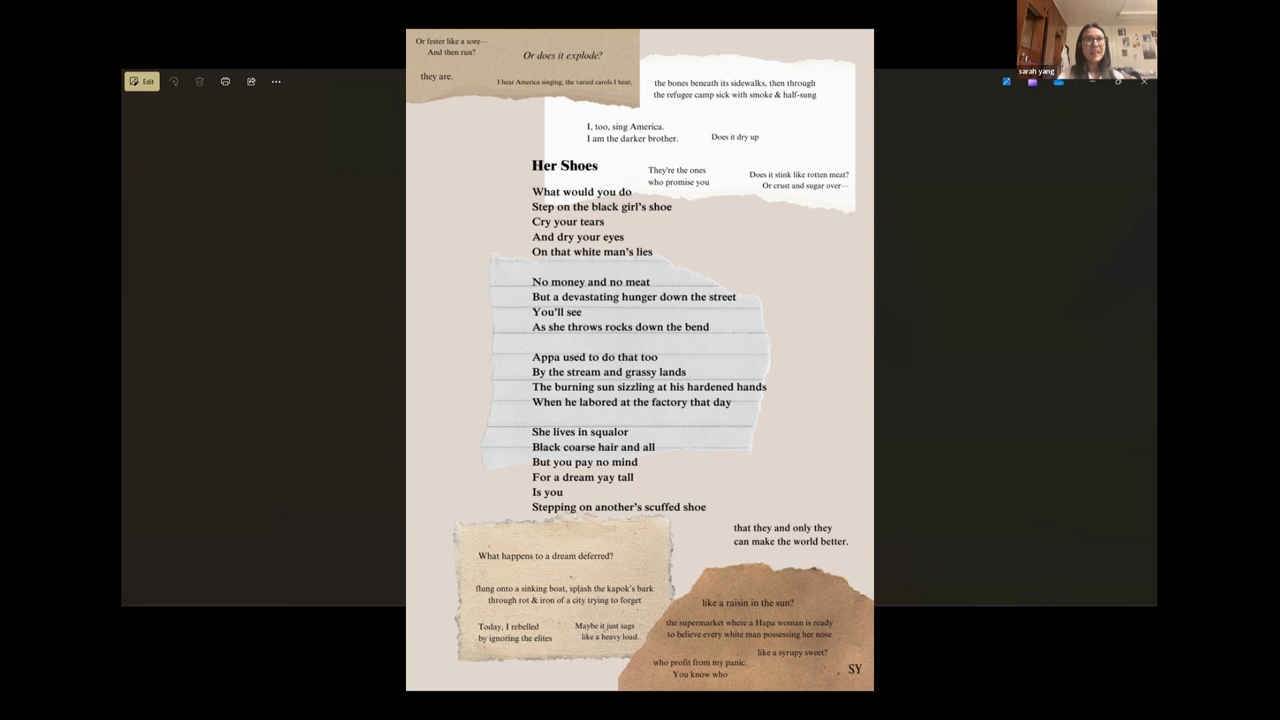 Edit
sarah yang
Or fester like a sore—
And then run?
Or does it explode?
they are.
I hear America singing, the varied carols I hear,
the bones beneath its sidewalks, then through
the refugee camp sick with smoke & half-sung
I, too, sing America.
I am the darker brother.
Does it dry up
They're the ones
who promise you
Does it stink like rotten meat?
Or crust and sugar over—
Her Shoes
What would you do
Step on the black girl's shoe
Cry your tears
And dry your eyes
On that white man's lies
No money and no meat
But a devastating hunger down the street
You'll see
As she throws rocks down the bend
Appa used to do that too
By the stream and grassy lands
The burning sun sizzling at his hardened hands
When he labored at the factory that day
She lives in squalor
Black coarse hair and all
But you pay no mind
For a dream yay tall
Is you
Stepping on another's scuffed shoe
that they and only they
can make the world better.
What happens to a dream deferred?
flung onto a sinking boat, splash the kapok's bark
through rot & iron of a city trying to forget
Today, I rebelled
by ignoring the elites
Maybe it just sags
like a heavy load.
like a raisin in the sun?
the supermarket where a Hapa woman is ready
to believe every white man possessing her nose
like a syrupy sweet?
who profit from my panic.
You know who
SY